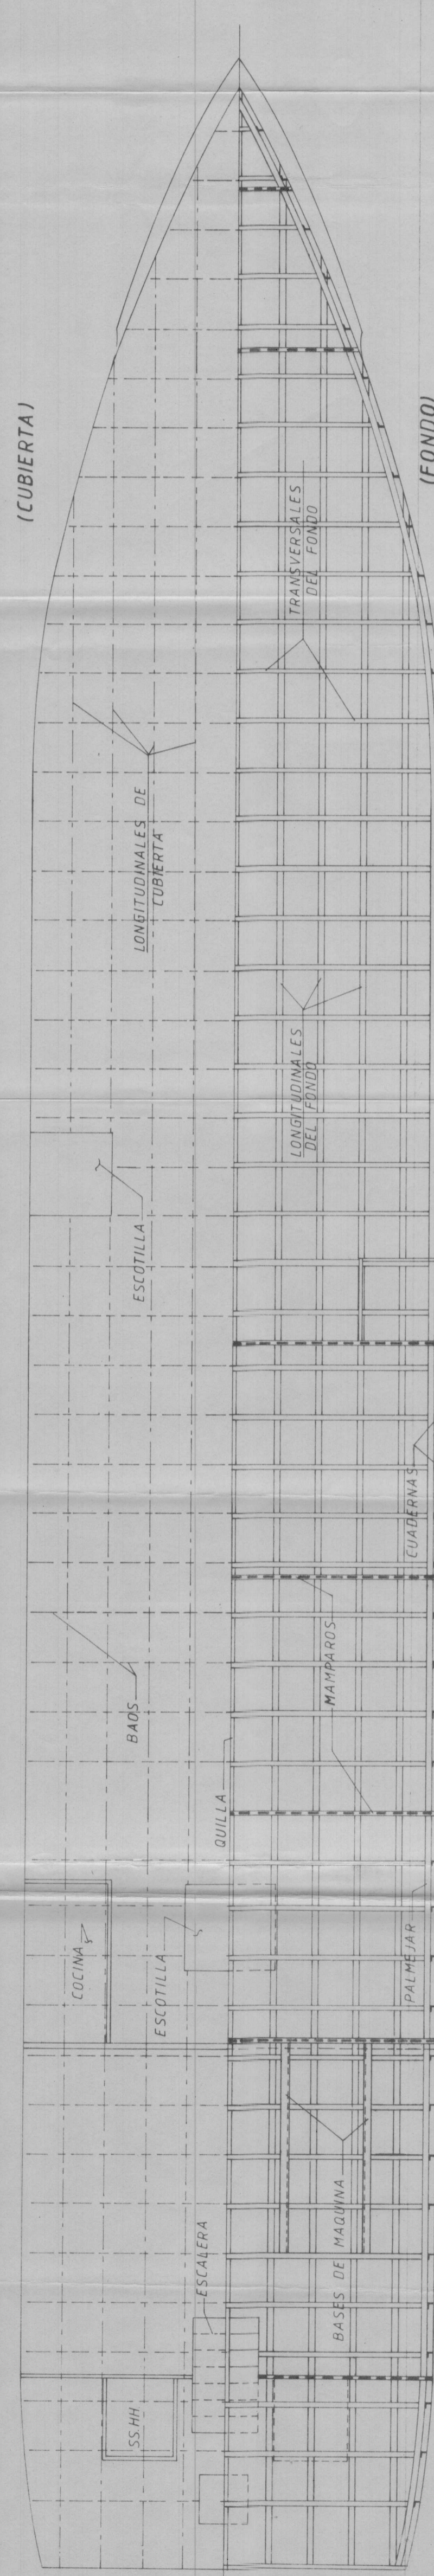 (CUBIERTA)
(FONDO)
TRANSVERSALES
DEL FONDO
LONGITUDINALES DE
CUBIERTA
LONGITUDINALES
DEL FONDO
ESCOTILLA
CUADERNAS
MAMPAROS
BAOS
QUILLA
PALMEJAR
COCINA
ESCOTILLA
BASES DE MAQUINA
ESCALERA
SS.HH